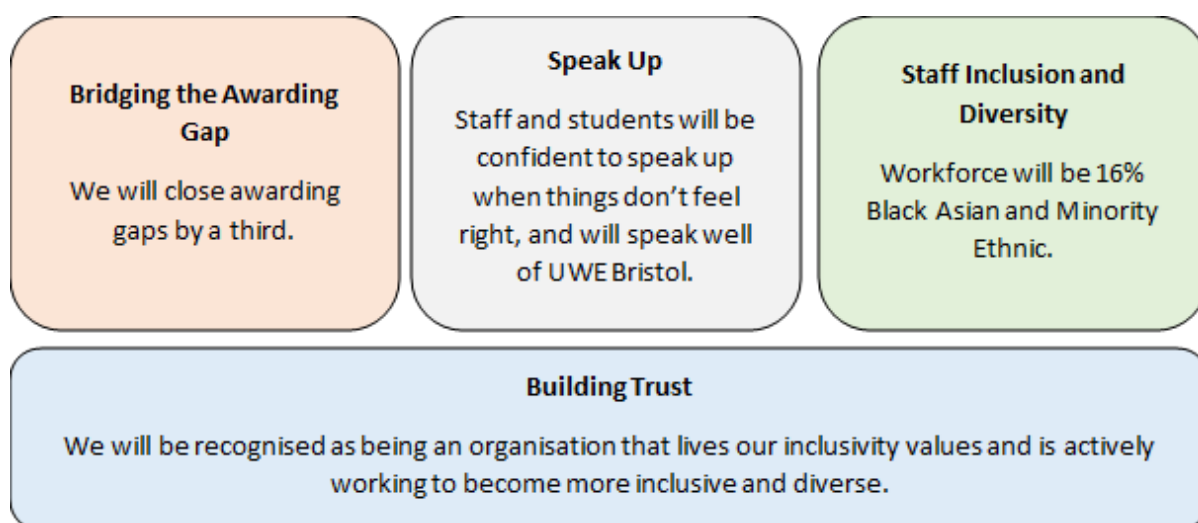 Bridging the Awarding
Gap
We will close awarding
gaps by a third.
Speak Up
Staff and students will be
confident to speak up
when things don’t feel
right, and will speak well
of UWE Bristol.
Staff Inclusion and
Diversity
Workforce will be 16%
Black Asian and Minority
Ethnic.
Building Trust
We will be recognised as being an organisation that lives our inclusivity values and is actively
working to become more inclusive and diverse.